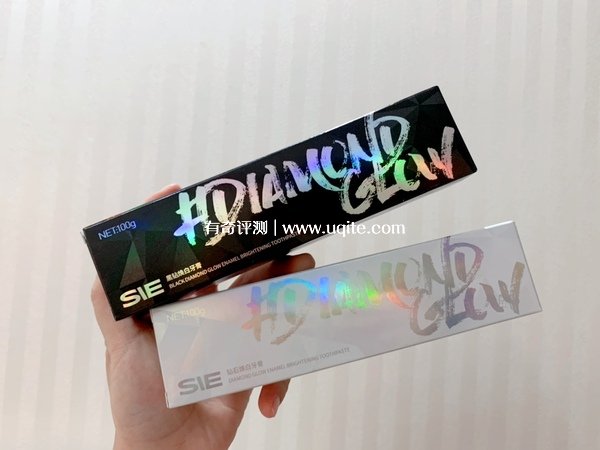 #DIAMOND
GLOW
NET:100g
SIE 黑钻焕白牙膏
BLACK DIAMOND GLOW ENAMEL BRIGHTENING TOOTHPASTE
有奇评测 | www.uqite.com
#DIAMOND
GLOW
NET:100g
SIE 钻石焕白牙膏
DIAMOND GLOW ENAMEL BRIGHTENING TOOTHPASTE